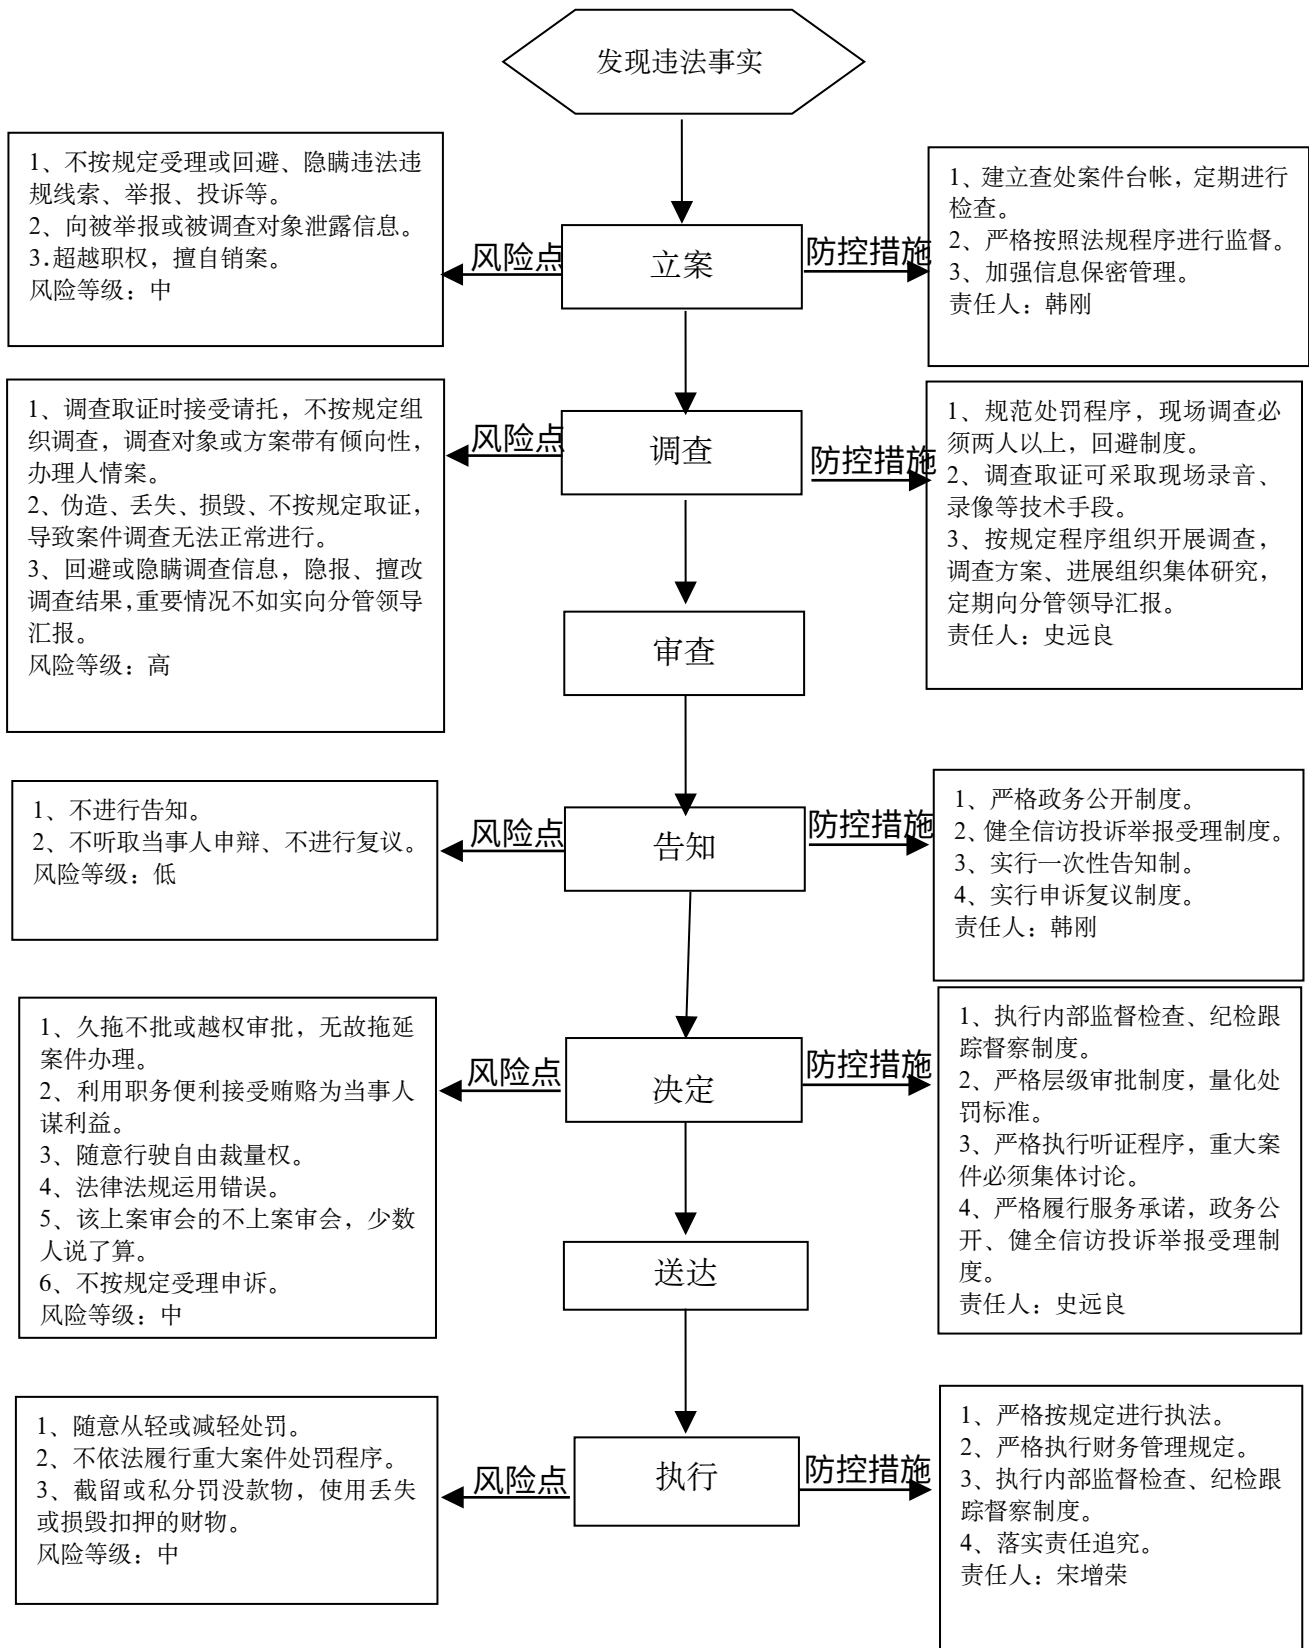 发现违法事实
1、不按规定受理或回避、隐瞒违法违
规线索、举报、投诉等。
2、向被举报或被调查对象泄露信息。
3.超越职权，擅自销案。
风险等级：中
风险点
立案
防控措施
1、建立查处案件台帐，定期进行
检查。
2、严格按照法规程序进行监督。
3、加强信息保密管理。
责任人：韩刚
1、调查取证时接受请托，不按规定组
织调查，调查对象或方案带有倾向性，
办理人情案。
2、伪造、丢失、损毁、不按规定取证，
导致案件调查无法正常进行。
3、回避或隐瞒调查信息，隐报、擅改
调查结果，重要情况不如实向分管领导
汇报。
风险等级：高
风险点
调查
防控措施
1、规范处罚程序，现场调查必
须两人以上，回避制度。
2、调查取证可采取现场录音、
录像等技术手段。
3、按规定程序组织开展调查，
调查方案、进展组织集体研究，
定期向分管领导汇报。
责任人：史远良
审查
1、不进行告知。
2、不听取当事人申辩、不进行复议。
风险等级：低
风险点
告知
防控措施
1、严格政务公开制度。
2、健全信访投诉举报受理制度。
3、实行一次性告知制。
4、实行申诉复议制度。
责任人：韩刚
1、久拖不批或越权审批，无故拖延
案件办理。
2、利用职务便利接受贿赂为当事人
谋利益。
3、随意行驶自由裁量权。
4、法律法规运用错误。
5、该上案审会的不上案审会，少数
人说了算。
6、不按规定受理申诉。
风险等级：中
风险点
决定
防控措施
1、执行内部监督检查、纪检跟
踪督察制度。
2、严格层级审批制度，量化处
罚标准。
3、严格执行听证程序，重大案
件必须集体讨论。
4、严格履行服务承诺，政务公
开、健全信访投诉举报受理制
度。
责任人：史远良
送达
1、随意从轻或减轻处罚。
2、不依法履行重大案件处罚程序。
3、截留或私分罚没款物，使用丢失
或损毁扣押的财物。
风险等级：中
风险点
执行
防控措施
1、严格按规定进行执法。
2、严格执行财务管理规定。
3、执行内部监督检查、纪检跟
踪督察制度。
4、落实责任追究。
责任人：宋增荣